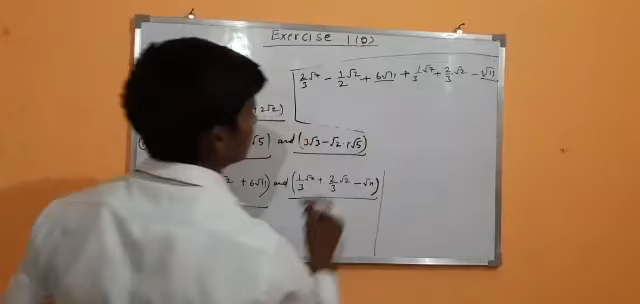 Exercise 1(D)
2/3 √7 - 1/2 √2 + 6√11 + 1/3 √7 + 2/3 √2 - √11
+ 2√2)
√5) and (3√3 - √2 · √5)
√2 + 6√11) and (1/3 √7 + 2/3 √2 - √11)